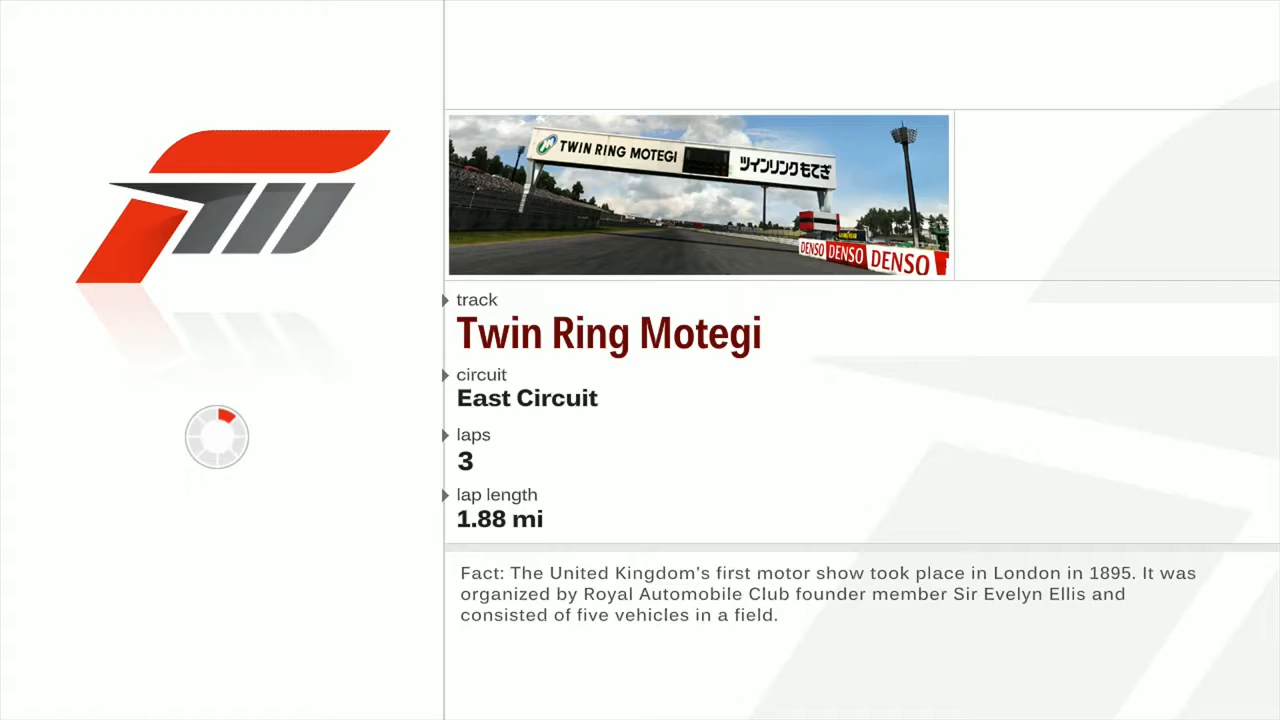 TWIN RING MOTEGI ツインリンクもてぎ
DENSO DENSO DENSO
track
Twin Ring Motegi
circuit
East Circuit
laps
3
lap length
1.88 mi
Fact: The United Kingdom's first motor show took place in London in 1895. It was
organized by Royal Automobile Club founder member Sir Evelyn Ellis and
consisted of five vehicles in a field.